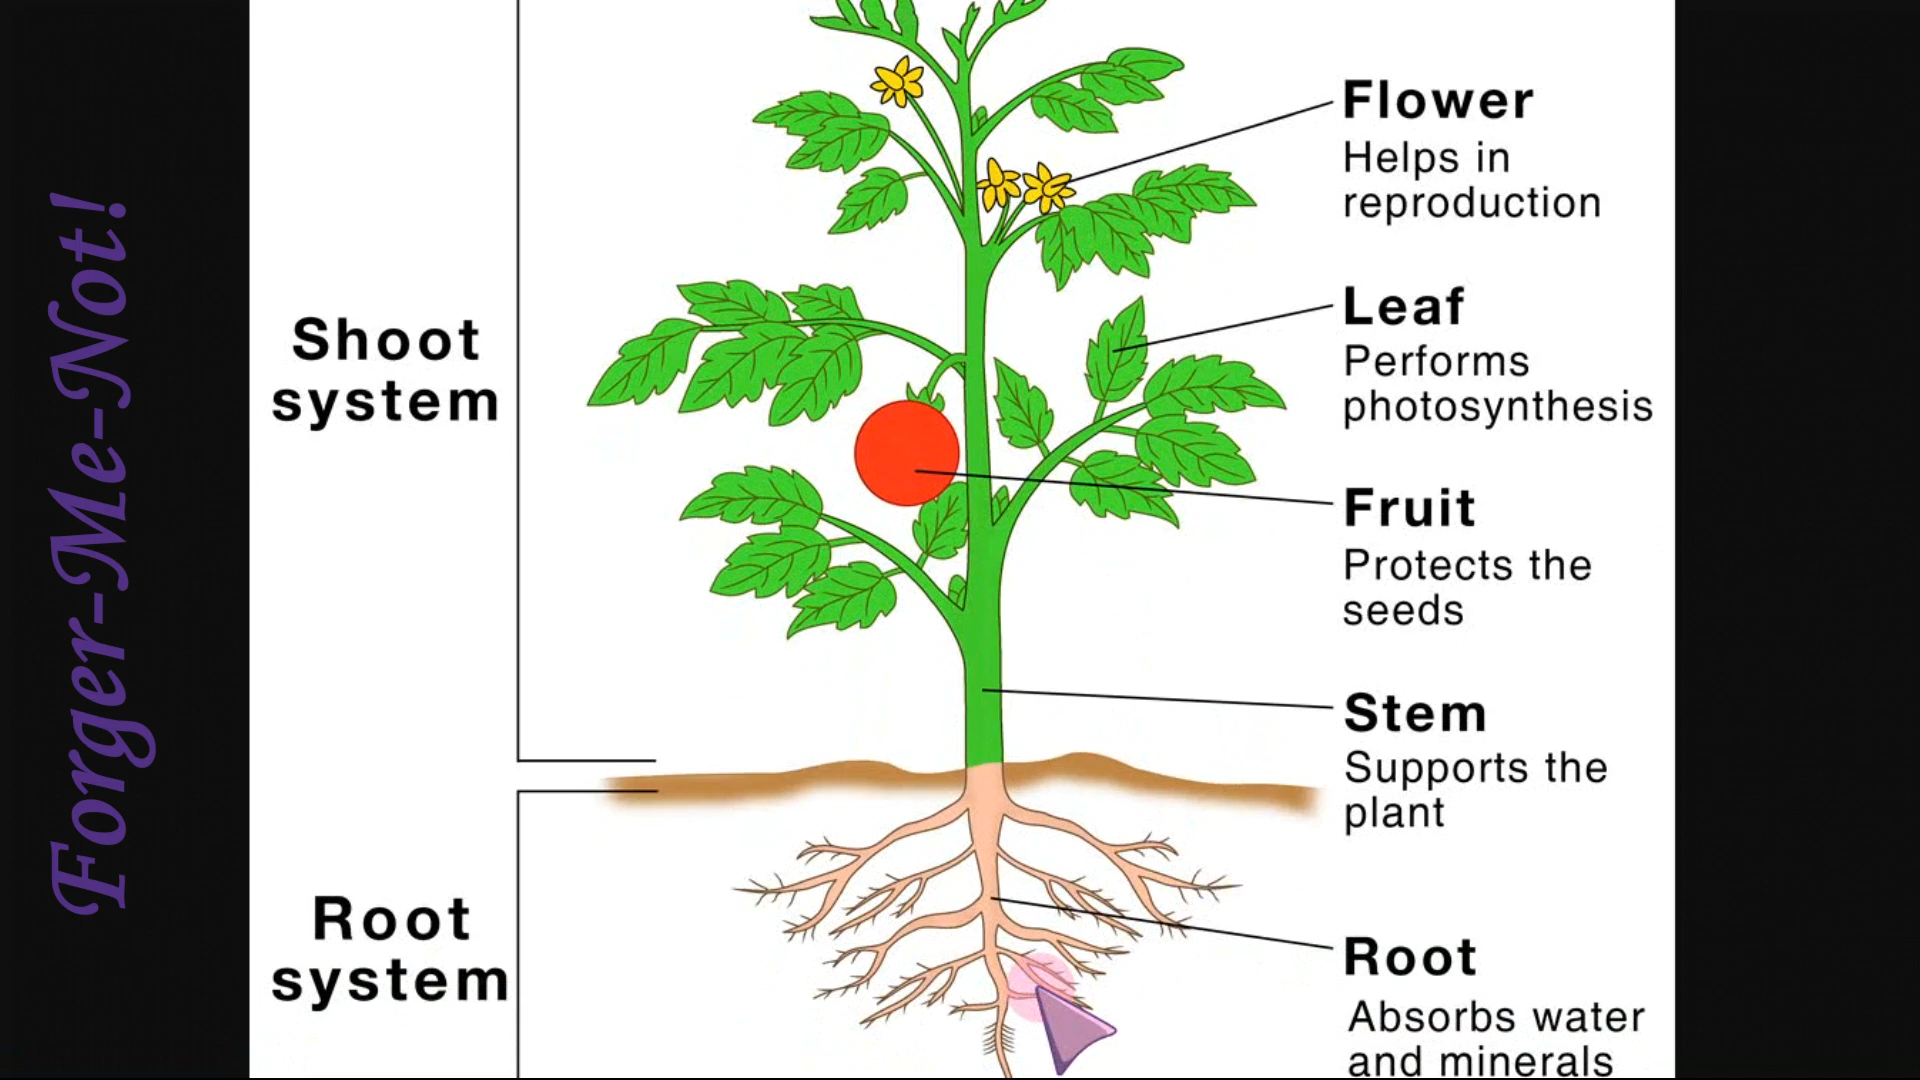 Forger-Me-Not!
Shoot
system
Root
system
Flower
Helps in
reproduction
Leaf
Performs
photosynthesis
Fruit
Protects the
seeds
Stem
Supports the
plant
Root
Absorbs water
and minerals